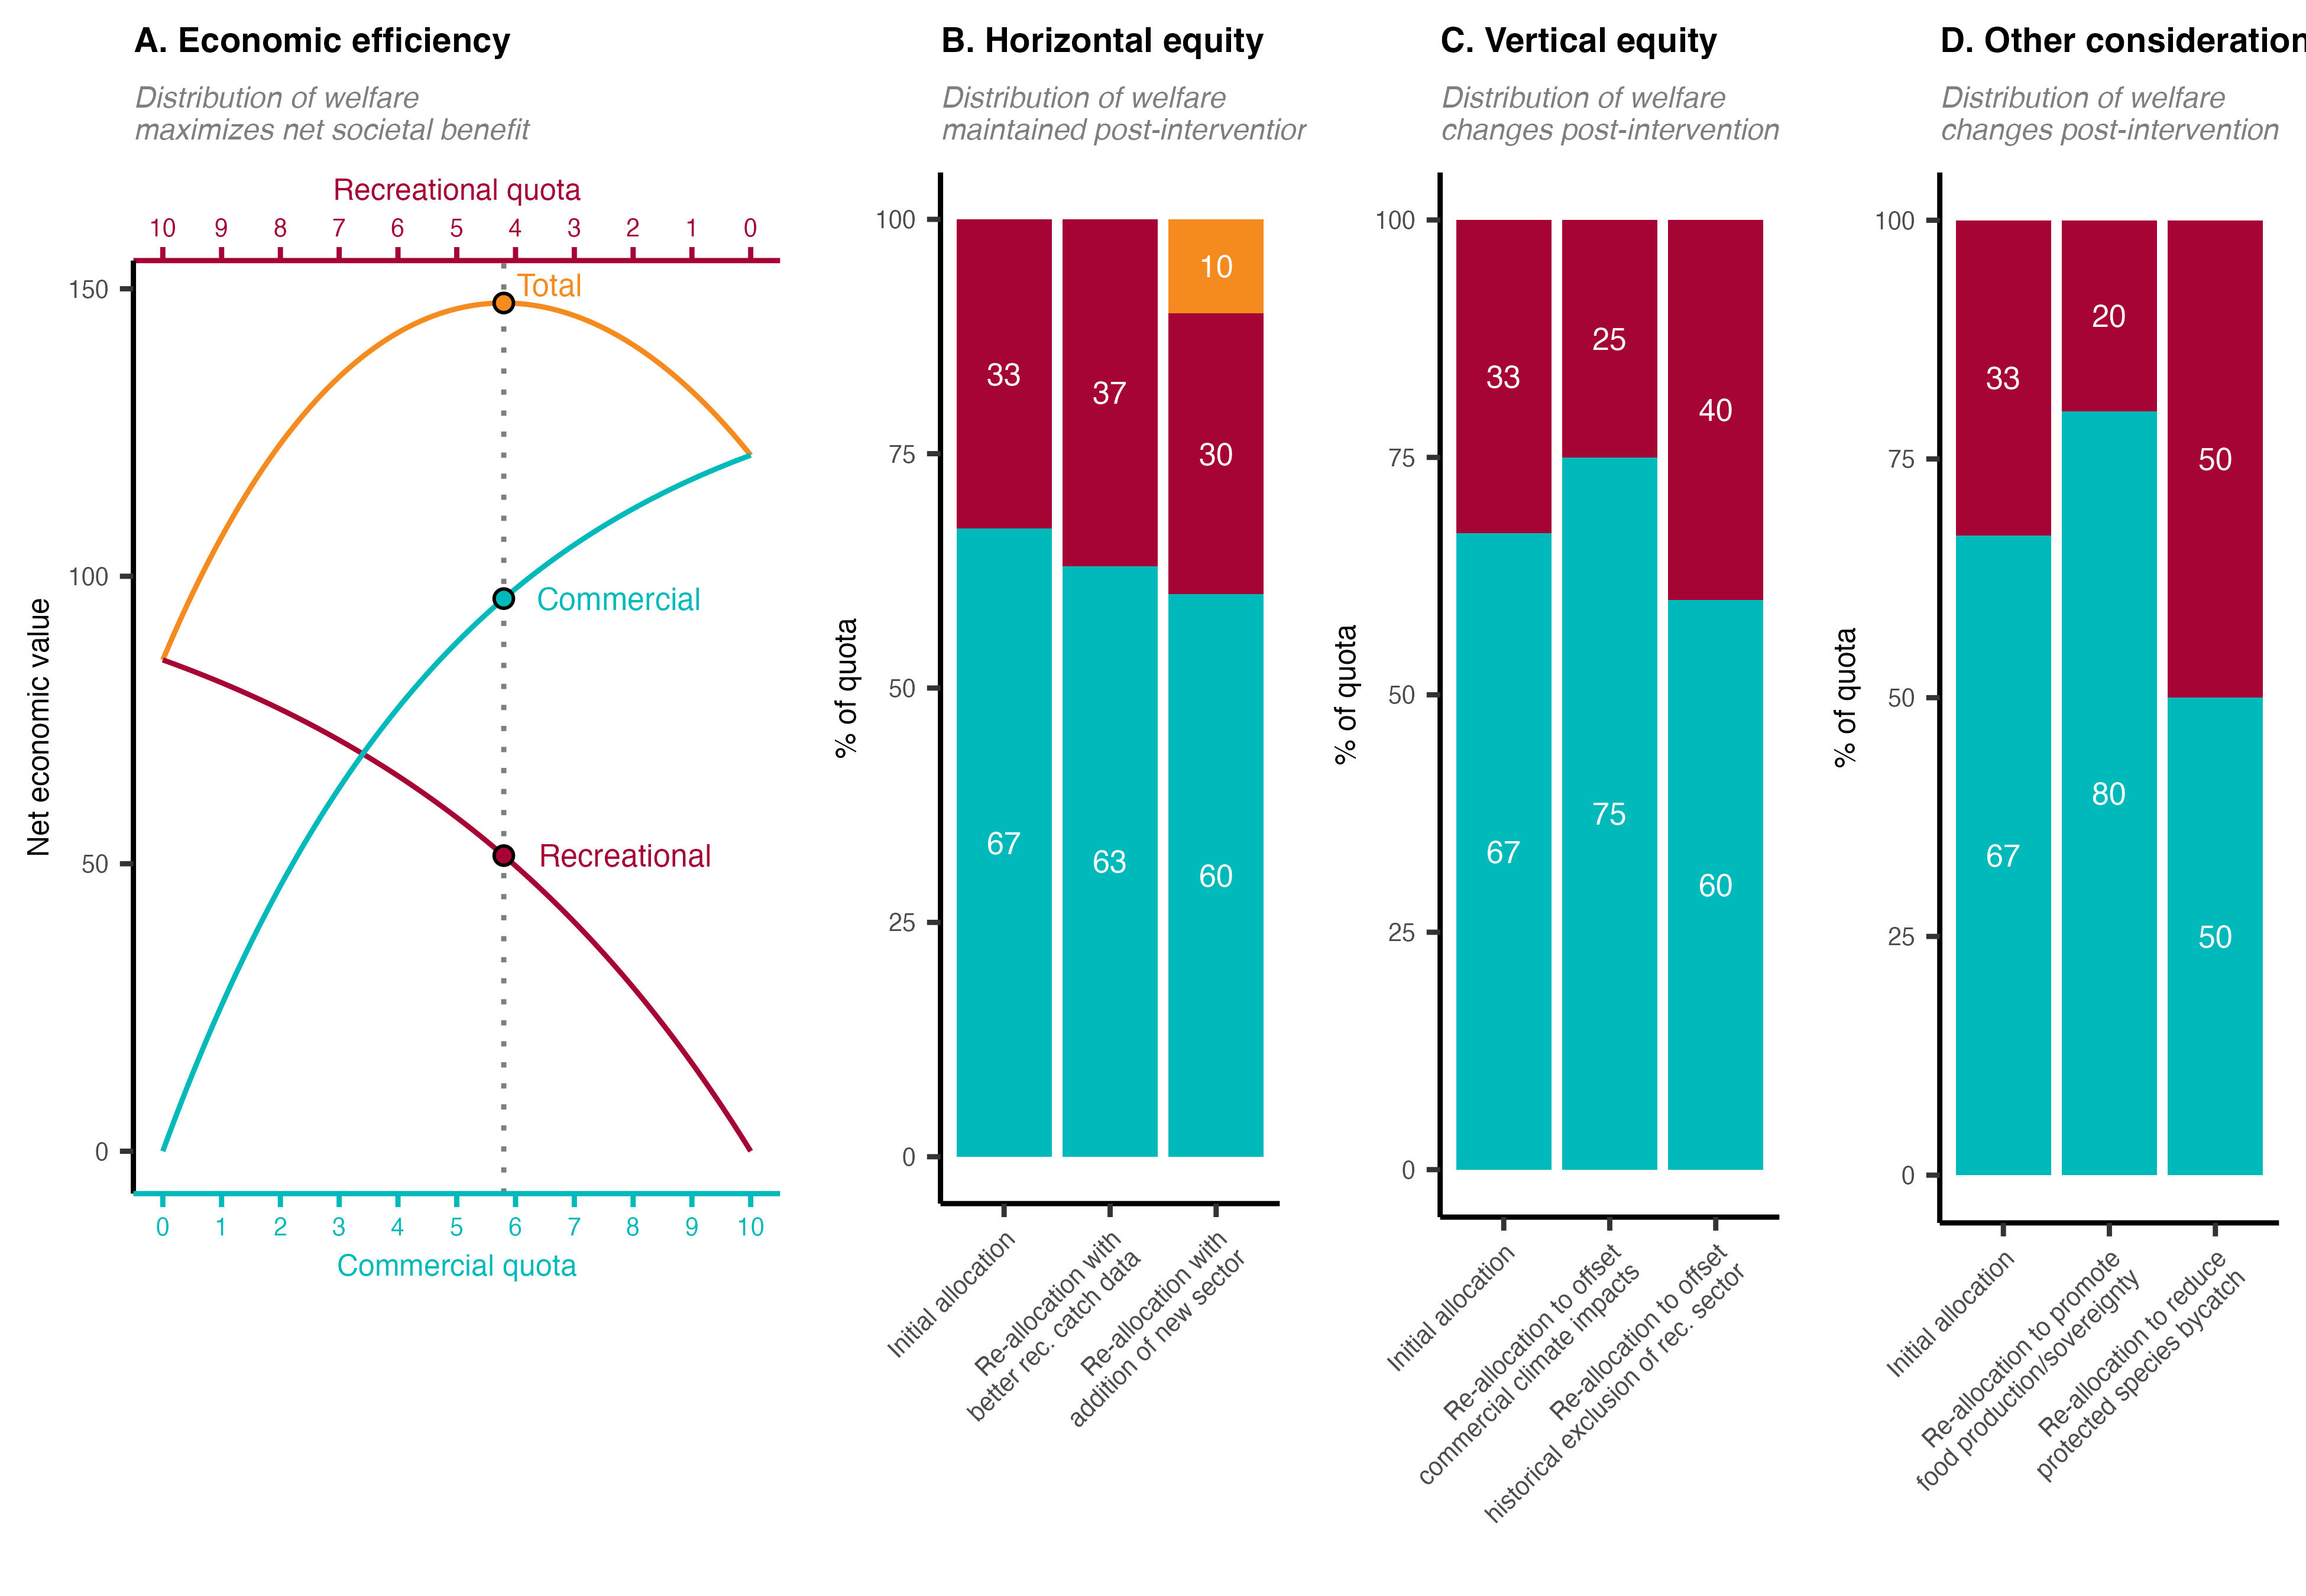 A. Economic efficiency
Distribution of welfare
maximizes net societal benefit
Recreational quota
10 9 8 7 6 5 4 3 2 1 0
150
100
50
0
Net economic value
Total
Commercial
Recreational
0 1 2 3 4 5 6 7 8 9 10
Commercial quota
B. Horizontal equity
Distribution of welfare
maintained post-interventior
100
75
50
25
0
% of quota
33
67
37
63
10
30
60
Initial allocation
Re-allocation with
better rec. catch data
Re-allocation with
addition of new sector
C. Vertical equity
Distribution of welfare
changes post-intervention
100
75
50
25
0
% of quota
33
67
25
75
40
60
Initial allocation
Re-allocation to offset
commercial climate impacts
Re-allocation to offset
historical exclusion of rec. sector
D. Other consideration
Distribution of welfare
changes post-intervention
100
75
50
25
0
% of quota
33
67
20
80
50
50
Initial allocation
Re-allocation to promote
food production/sovereignty
Re-allocation to reduce
protected species bycatch